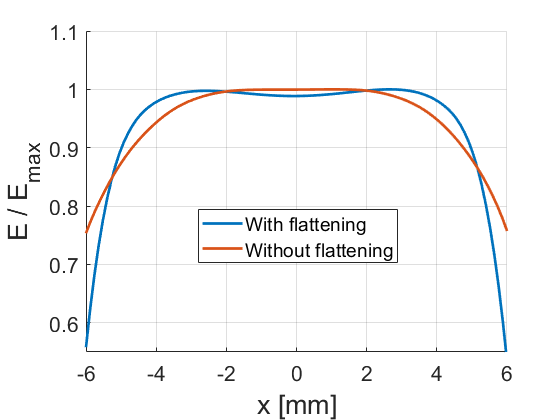 1.1
1
0.9
0.8
0.7
0.6
E / E_max
With flattening
Without flattening
-6 -4 -2 0 2 4 6
x [mm]